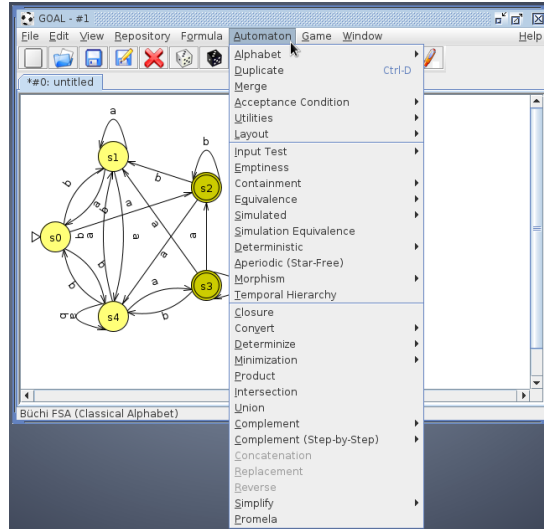 GOAL - #1
File Edit View Repository Formula Automaton Game Window Help
*#0: untitled
Alphabet
Duplicate Ctrl-D
Merge
Acceptance Condition
Utilities
Layout
Input Test
Emptiness
Containment
Equivalence
Simulated
Simulation Equivalence
Deterministic
Aperiodic (Star-Free)
Morphism
Temporal Hierarchy
Closure
Convert
Determinize
Minimization
Product
Intersection
Union
Complement
Complement (Step-by-Step)
Concatenation
Replacement
Reverse
Simplify
Promela
a
s1
b
s2
b
b
a
b
a
s0
b
a
a
a
a
b
b
b
a
s3
b
a
s4
b
Büchi FSA (Classical Alphabet)